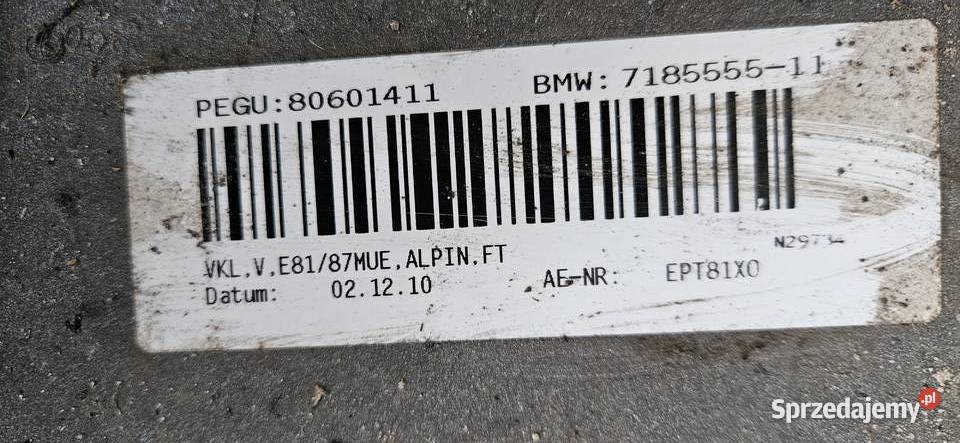 PEGU:80601411 BMW: 7185555-11
N29734
VKL,V,E81/87MUE,ALPIN,FT
Datum: 02.12.10 AE-NR: EPT81X0
Sprzedajemy.pl